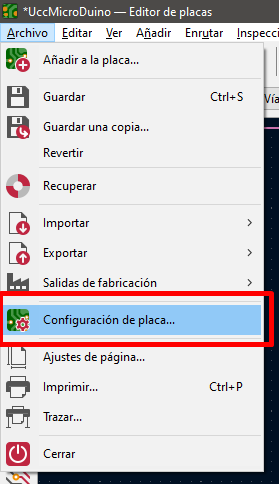 *UccMicroDuino — Editor de placas
Archivo Editar Ver Añadir Enrutar Inspecci
Añadir a la placa...
Guardar Ctrl+S
Guardar una copia...
Vía
Revertir
Recuperar
Importar
Exportar
Salidas de fabricación
Configuración de placa...
Ajustes de página...
Imprimir... Ctrl+P
Trazar...
Cerrar